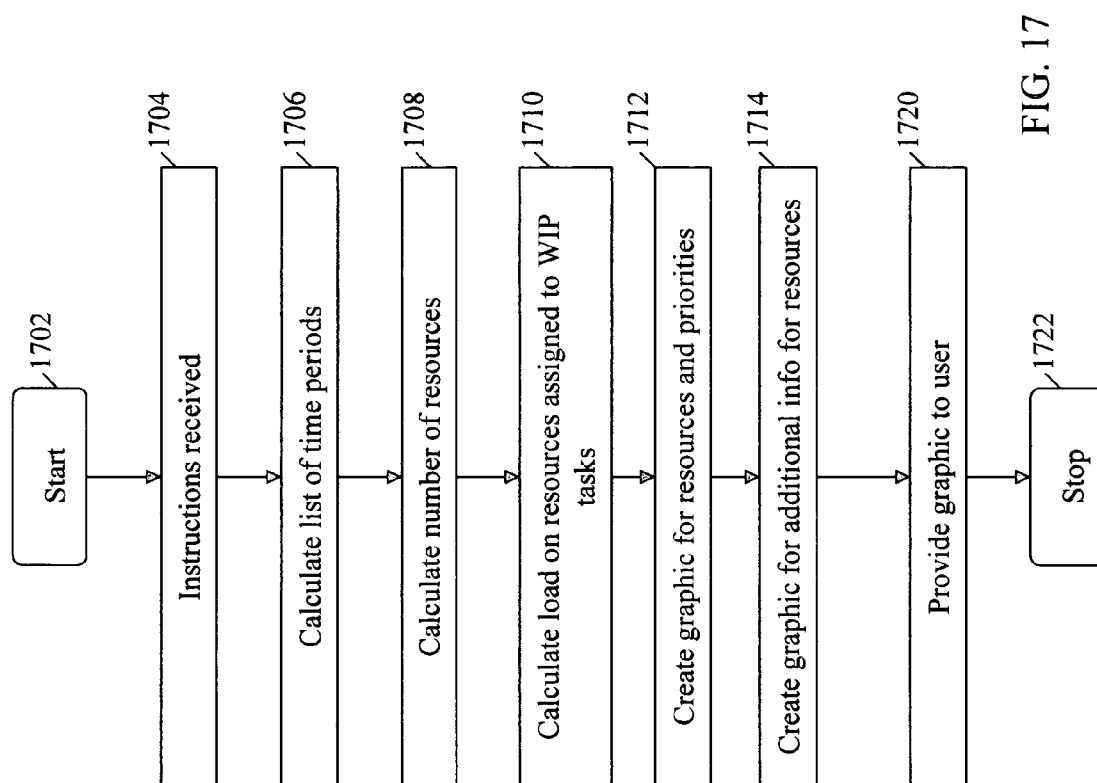 Start
1702
Instructions received
1704
Calculate list of time periods
1706
Calculate number of resources
1708
Calculate load on resources assigned to WIP
tasks
1710
Create graphic for resources and priorities
1712
Create graphic for additional info for resources
1714
Provide graphic to user
1720
Stop
1722
FIG. 17